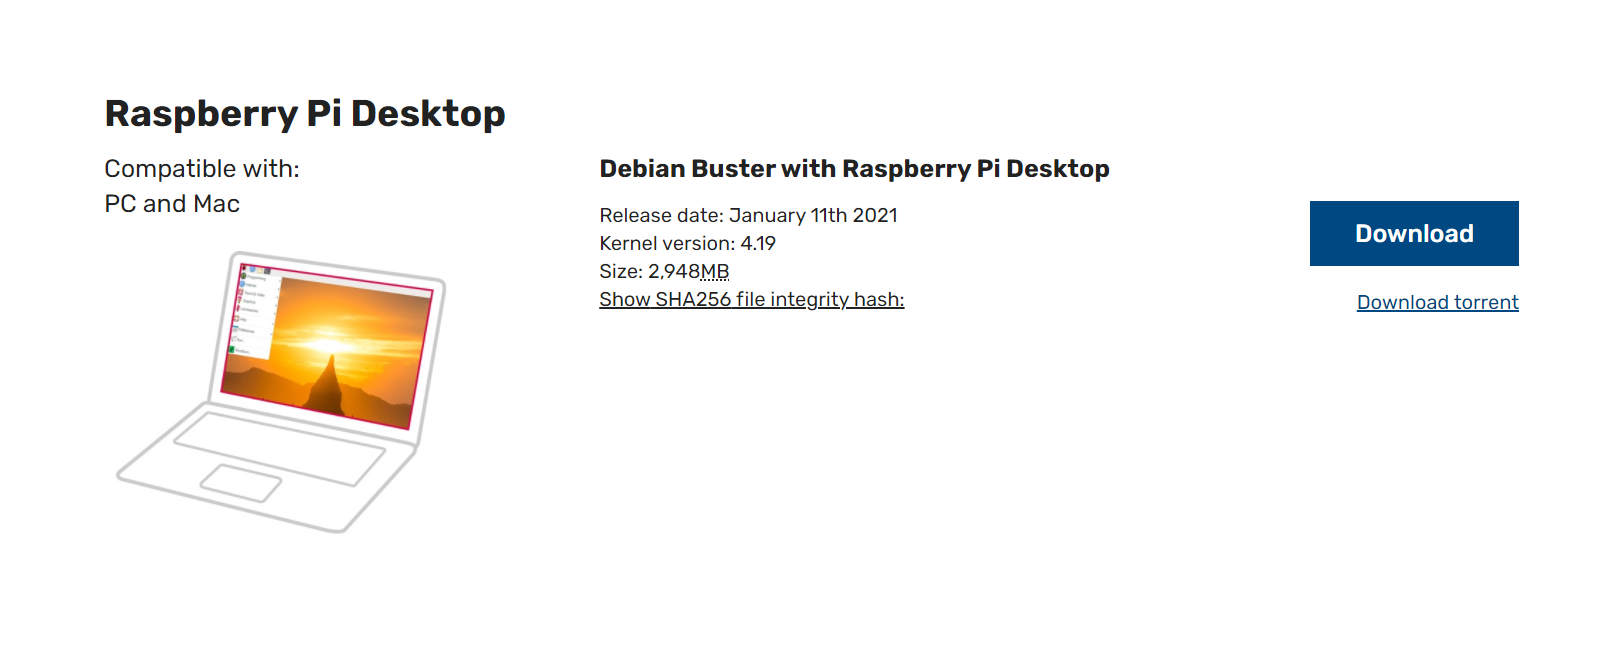 Raspberry Pi Desktop
Compatible with:
PC and Mac
Debian Buster with Raspberry Pi Desktop
Release date: January 11th 2021
Kernel version: 4.19
Size: 2,948MB
Show SHA256 file integrity hash:
Download
Download torrent